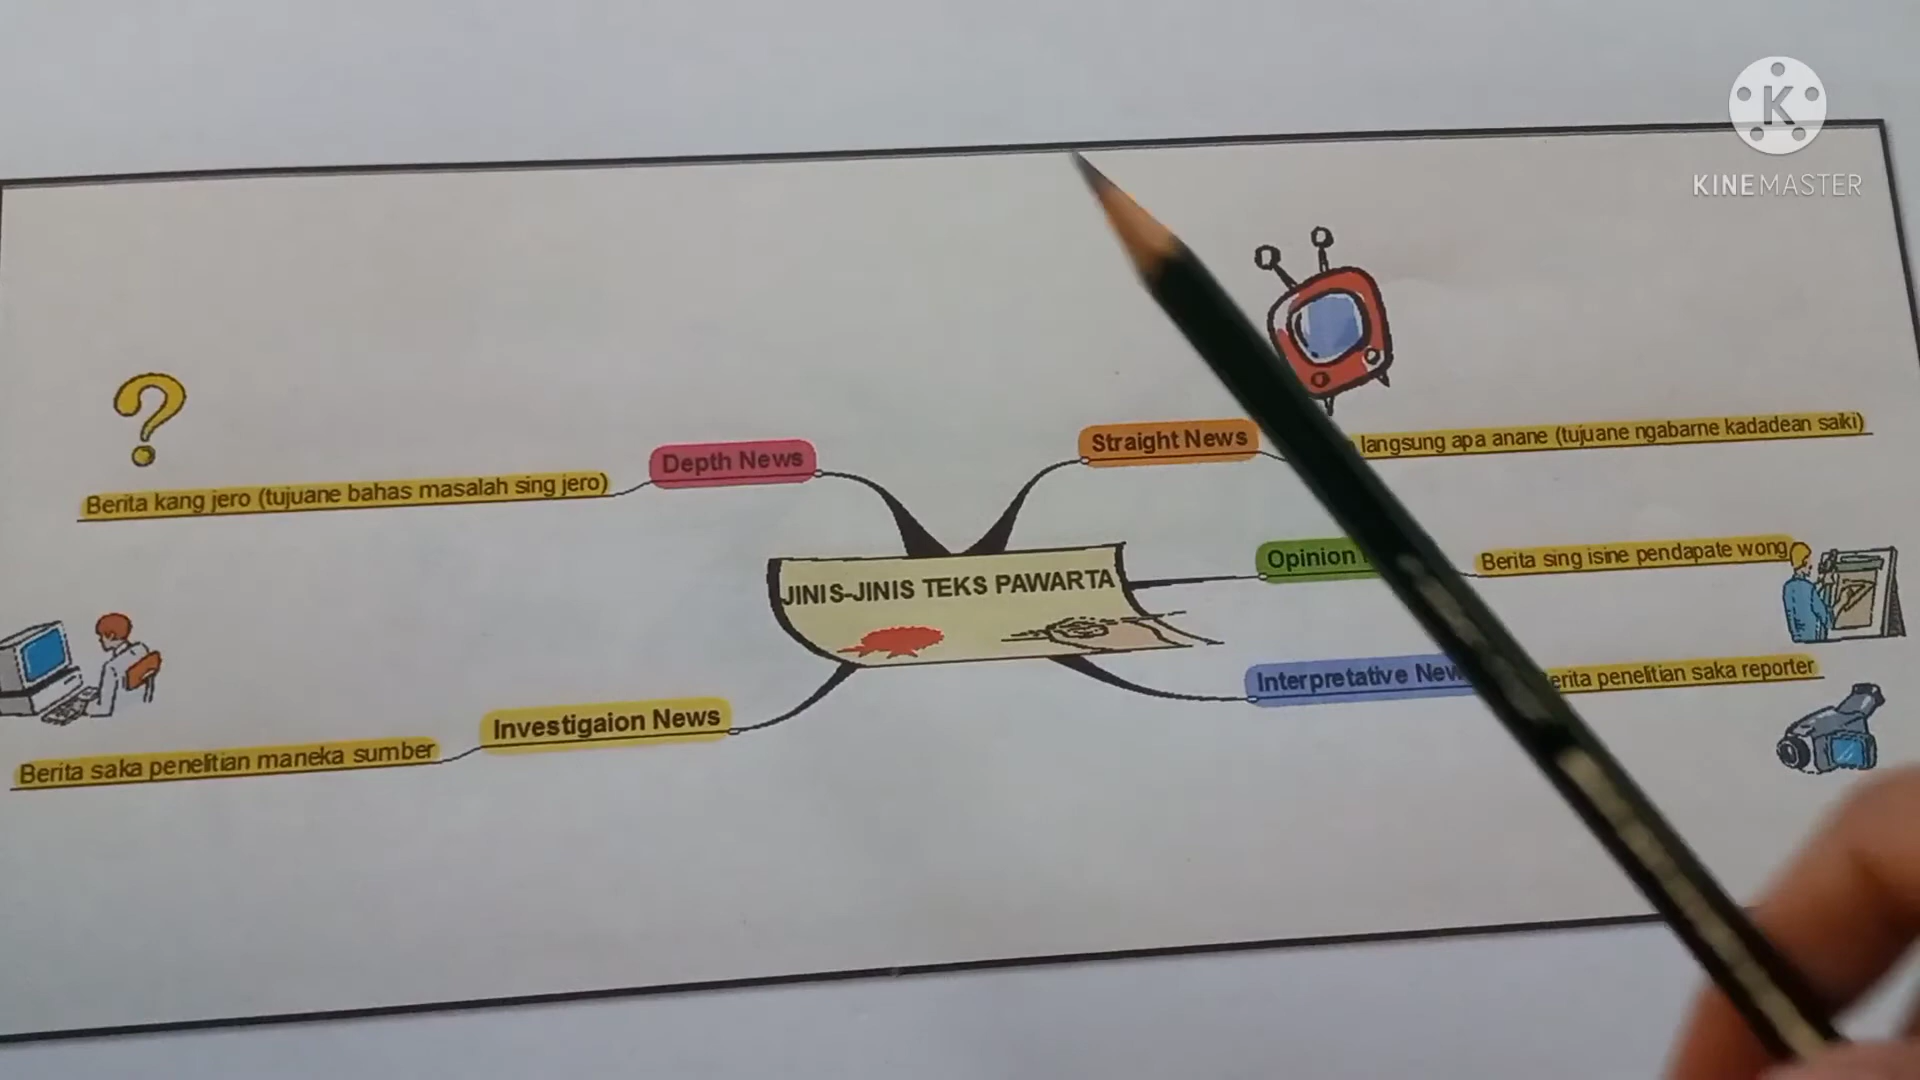 KINEMASTER
Straight News
langsung apa anane (tujuane ngabarne kadadean saiki)
Depth News
Berita kang jero (tujuane bahas masalah sing jero)
Opinion
Berita sing isine pendapate wong
JINIS-JINIS TEKS PAWARTA
Interpretative
penelitian saka reporter
Investigaion News
Berita saka penelitian maneka sumber